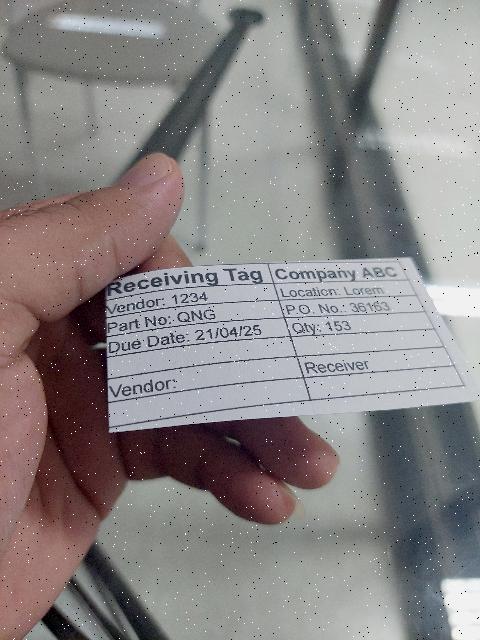 Receiving Tag
Company ABC
Vendor: 1234
Location: Lorem
Part No: QNG
P.O. No.: 36163
Due Date: 21/04/25
Qty: 153
Vendor:
Receiver